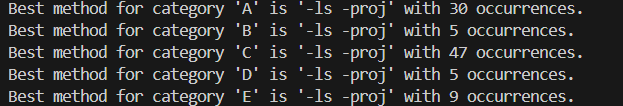 Best method for category 'A' is '-ls -proj' with 30 occurrences.
Best method for category 'B' is '-ls -proj' with 5 occurrences.
Best method for category 'C' is '-ls -proj' with 47 occurrences.
Best method for category 'D' is '-ls -proj' with 5 occurrences.
Best method for category 'E' is '-ls -proj' with 9 occurrences.